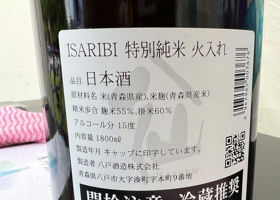 ISARIBI 特別純米 火入れ
品目 日本酒
原材料名 米(青森県産)、米麹(青森県産米)
精米歩合 麹米55%、掛米60%
アルコール分 15度
内容量 1800ml
製造年月 キャップに印字しています。
製造者 八戸酒造株式会社
青森県八戸市大字湊町字本町9番地
開栓注意 冷蔵推奨